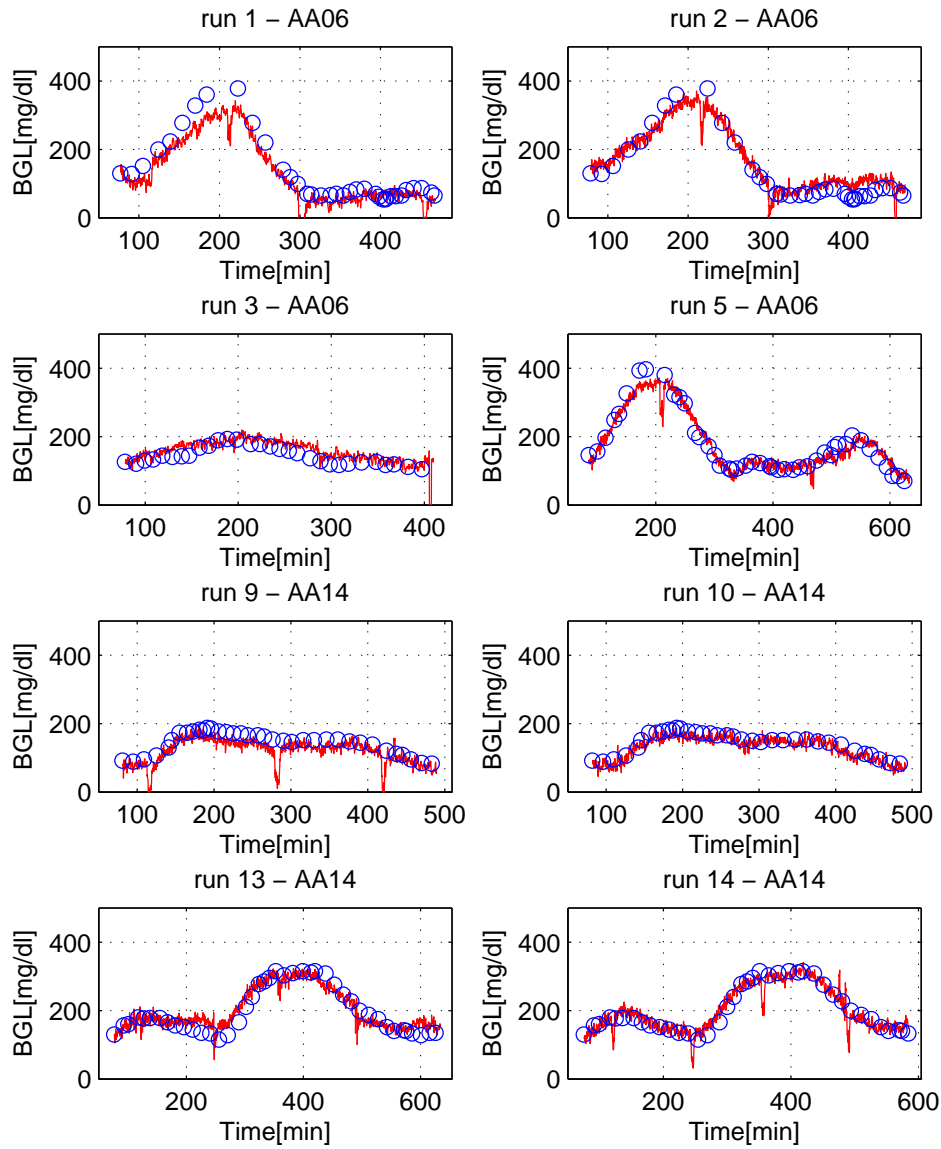 run 1 − AA06
BGL[mg/dl]
400
200
0
100 200 300 400
Time[min]
run 2 − AA06
BGL[mg/dl]
400
200
0
100 200 300 400
Time[min]
run 3 − AA06
BGL[mg/dl]
400
200
0
100 200 300 400
Time[min]
run 5 − AA06
BGL[mg/dl]
400
200
0
200 400 600
Time[min]
run 9 − AA14
BGL[mg/dl]
400
200
0
100 200 300 400 500
Time[min]
run 10 − AA14
BGL[mg/dl]
400
200
0
100 200 300 400 500
Time[min]
run 13 − AA14
BGL[mg/dl]
400
200
0
200 400 600
Time[min]
run 14 − AA14
BGL[mg/dl]
400
200
0
200 400 600
Time[min]